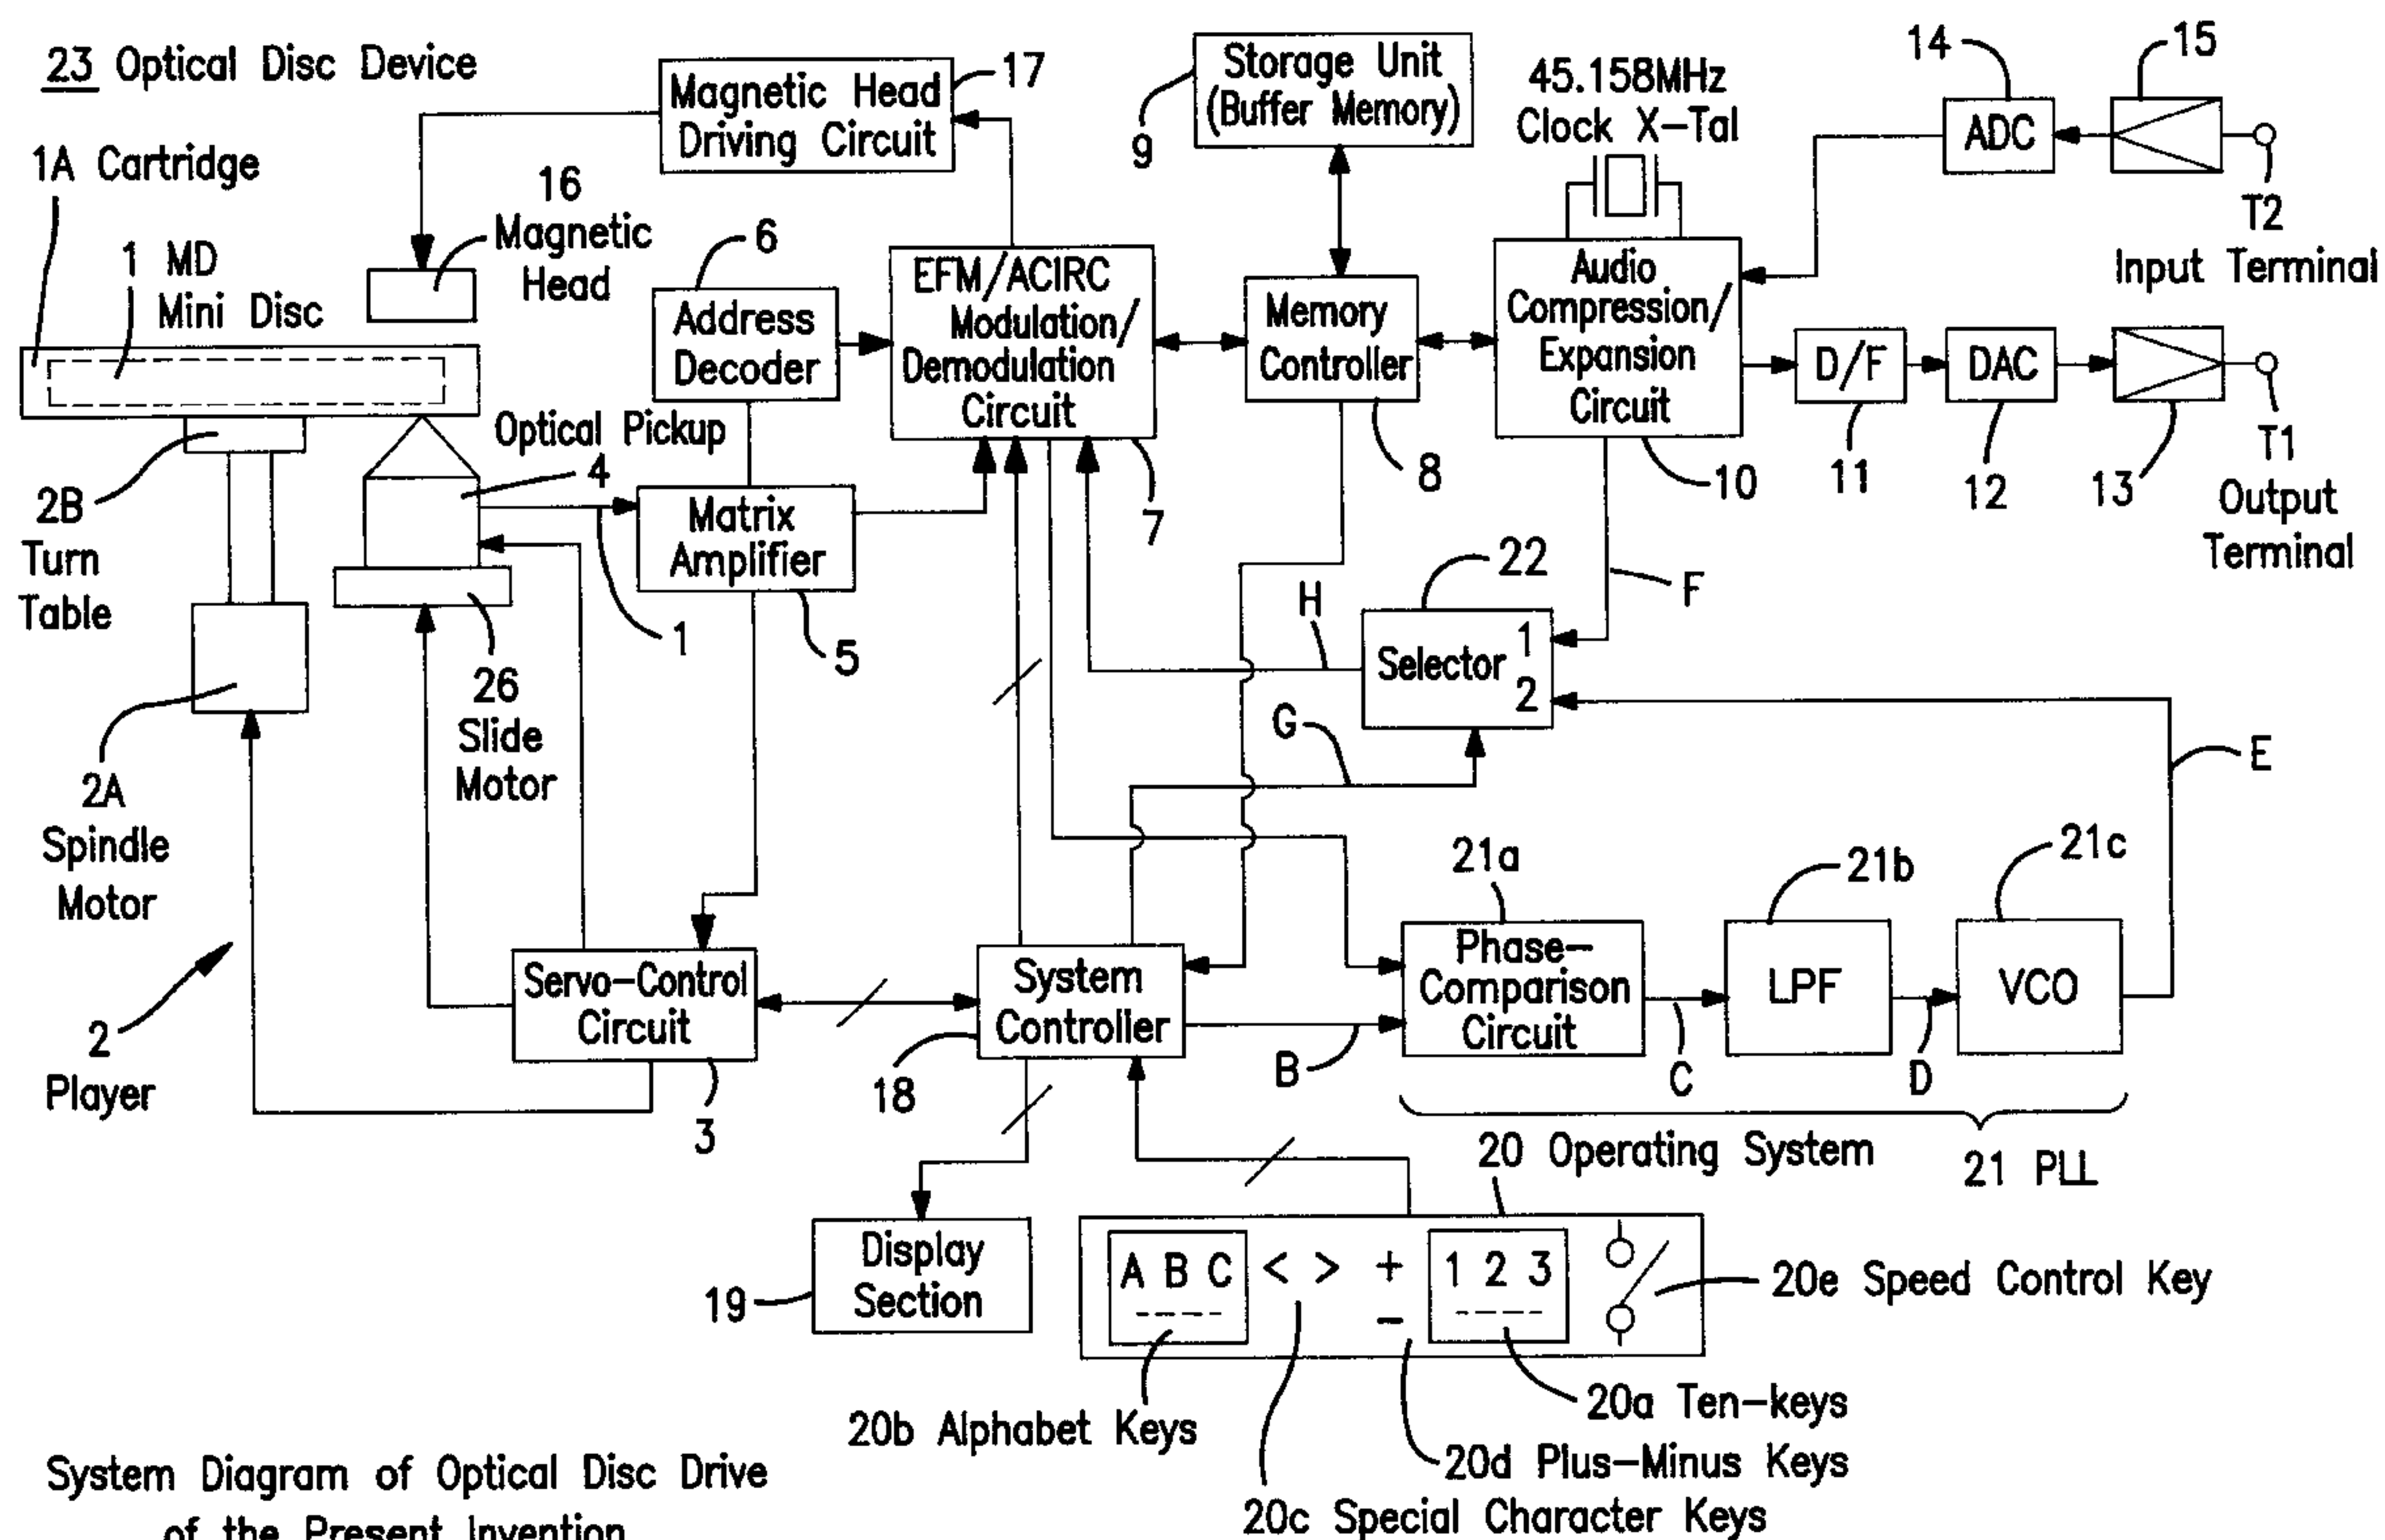 23 Optical Disc Device
1A Cartridge
1 MD
Mini Disc
16
Magnetic
Head
Magnetic Head
Driving Circuit
17
Storage Unit
(Buffer Memory)
9
45.158MHz
Clock X-Tal
14
ADC
15
T2
Input Terminal
6
Address
Decoder
EFM/ACIRC
Modulation/
Demodulation
Circuit
7
Memory
Controller
8
Audio
Compression/
Expansion
Circuit
10
D/F
11
DAC
12
13
T1
Output
Terminal
Optical Pickup
4
1
Matrix
Amplifier
5
2B
Turn
Table
26
Slide
Motor
2A
Spindle
Motor
2
Player
22
Selector
1
2
F
H
G
E
Servo-Control
Circuit
3
System
Controller
18
B
21a
Phase-
Comparison
Circuit
C
21b
LPF
D
21c
VCO
21 PLL
20 Operating System
Display
Section
19
A B C
< >
+
-
1 2 3
20e Speed Control Key
20a Ten-keys
20b Alphabet Keys
20d Plus-Minus Keys
20c Special Character Keys
System Diagram of Optical Disc Drive
of the Present Invention